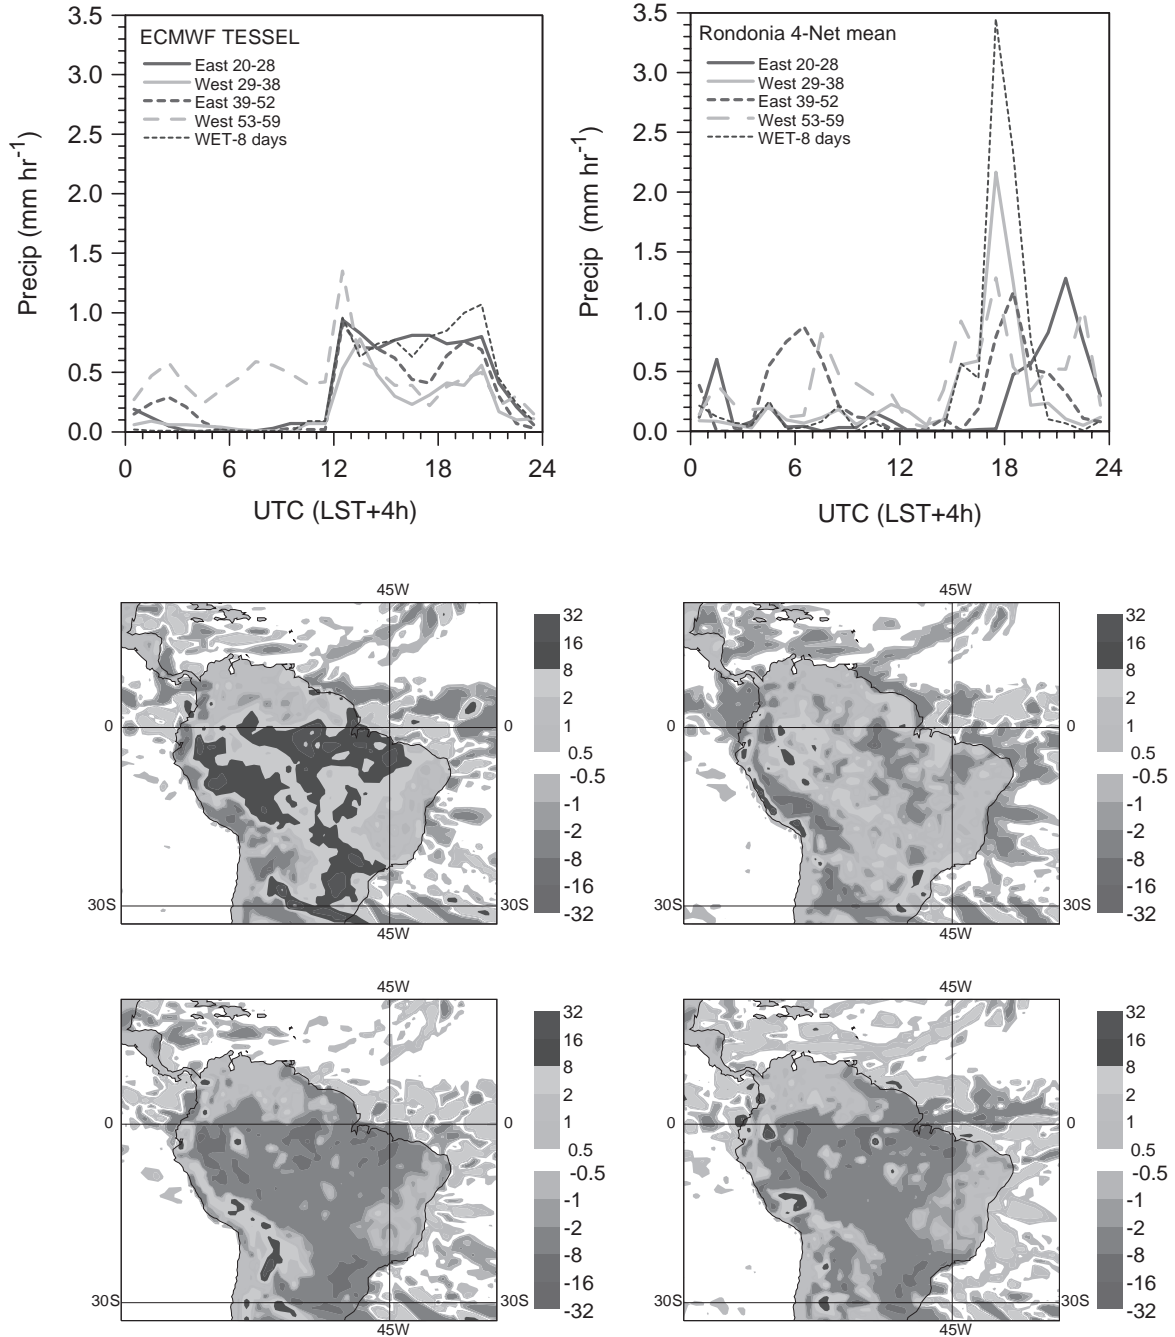 ECMWF TESSEL
East 20-28
West 29-38
East 39-52
West 53-59
WET-8 days
3.5
3.0
2.5
2.0
1.5
1.0
0.5
0.0
Precip (mm hr-1)
0 6 12 18 24
UTC (LST+4h)
Rondonia 4-Net mean
East 20-28
West 29-38
East 39-52
West 53-59
WET-8 days
3.5
3.0
2.5
2.0
1.5
1.0
0.5
0.0
Precip (mm hr-1)
0 6 12 18 24
UTC (LST+4h)
45W
0 0
30S 30S
45W
32
16
8
2
1
0.5
-0.5
-1
-2
-8
-16
-32
45W
0 0
30S 30S
45W
32
16
8
2
1
0.5
-0.5
-1
-2
-8
-16
-32
45W
0 0
30S 30S
45W
32
16
8
2
1
0.5
-0.5
-1
-2
-8
-16
-32
45W
0 0
30S 30S
45W
32
16
8
2
1
0.5
-0.5
-1
-2
-8
-16
-32